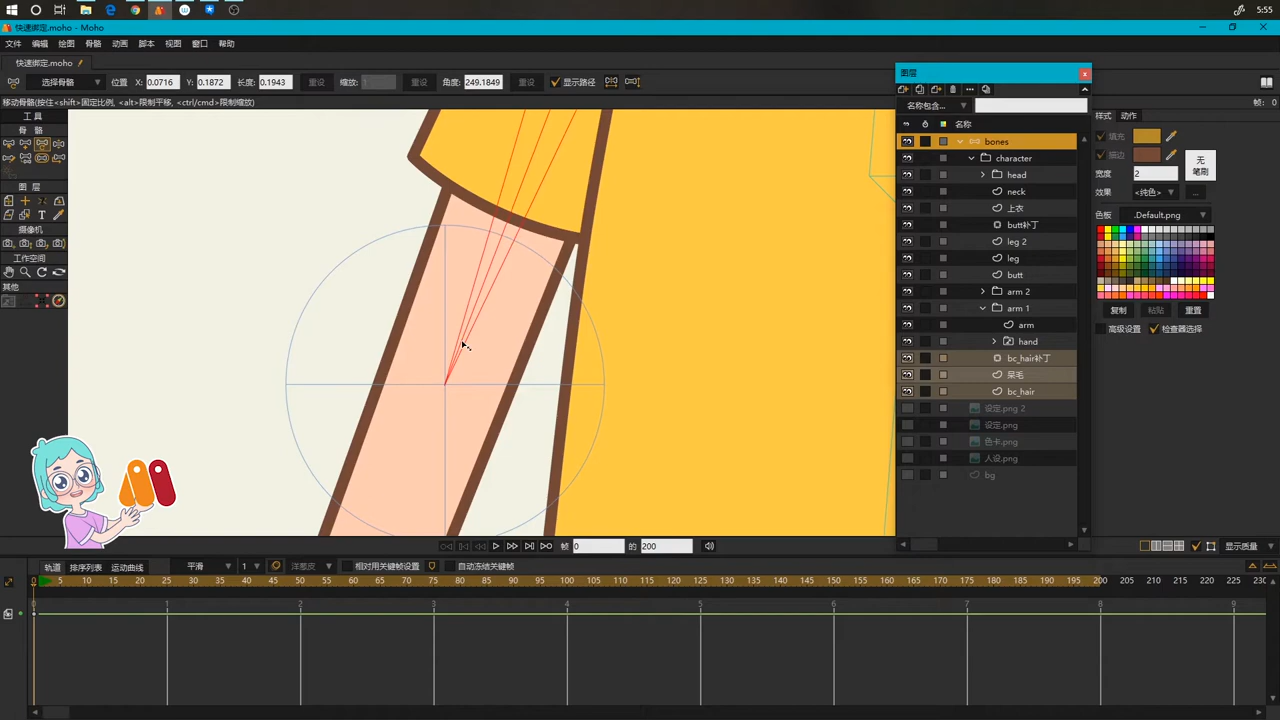 5:55
快速绑定.moho - Moho
文件 编辑 绘图 骨骼 动画 脚本 视图 窗口 帮助
快速绑定.moho
选择骨骼 位置 X: 0.0716 Y: 0.1872 长度: 0.1943 重设 缩放: 1 重设 角度: 249.1849 重设 显示路径
移动骨骼(按住<shift>固定比例, <alt>限制平移, <ctrl/cmd>限制缩放)
帧: 0
工具
骨 骼
图 层
摄像机
工作空间
其他
图层
名称包含...
名称
bones
character
head
neck
上衣
butt补丁
leg 2
leg
butt
arm 2
arm 1
arm
hand
bc_hair补丁
呆毛
bc_hair
设定.png 2
设定.png
色卡.png
人设.png
bg
样式 动作
填充
描边
无笔刷
宽度
2
效果 <纯色> ...
色板 .Default.png
复制 粘贴 重置
高级设置 检查器选择
帧 0 的 200
显示质量
轨道 排序列表 运动曲线 平滑 1 洋葱皮 相对用关键帧设置 自动冻结关键帧
0 5 10 15 20 25 30 35 40 45 50 55 60 65 70 75 80 85 90 95 100 105 110 115 120 125 130 135 140 145 150 155 160 165 170 175 180 185 190 195 200 205 210 215 220 225 230
0 1 2 3 4 5 6 7 8 9